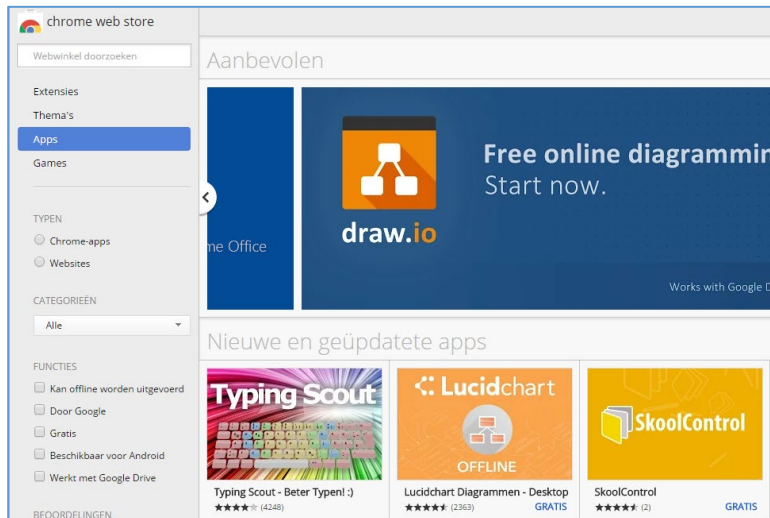 chrome web store
Webwinkel doorzoeken
Extensies
Thema's
Apps
Games
TYPEN
Chrome-apps
Websites
CATEGORIEËN
Alle
FUNCTIES
Kan offline worden uitgevoerd
Door Google
Gratis
Beschikbaar voor Android
Werkt met Google Drive
BEOORDELINGEN
Aanbevolen
me Office
draw.io
Free online diagrammin
Start now.
Works with Google D
Nieuwe en geüpdatete apps
Typing Scout
Typing Scout - Beter Typen! :)
(4248)
Lucidchart
OFFLINE
Lucidchart Diagrammen - Desktop
(2363) GRATIS
SkoolControl
SkoolControl
(2) GRATIS